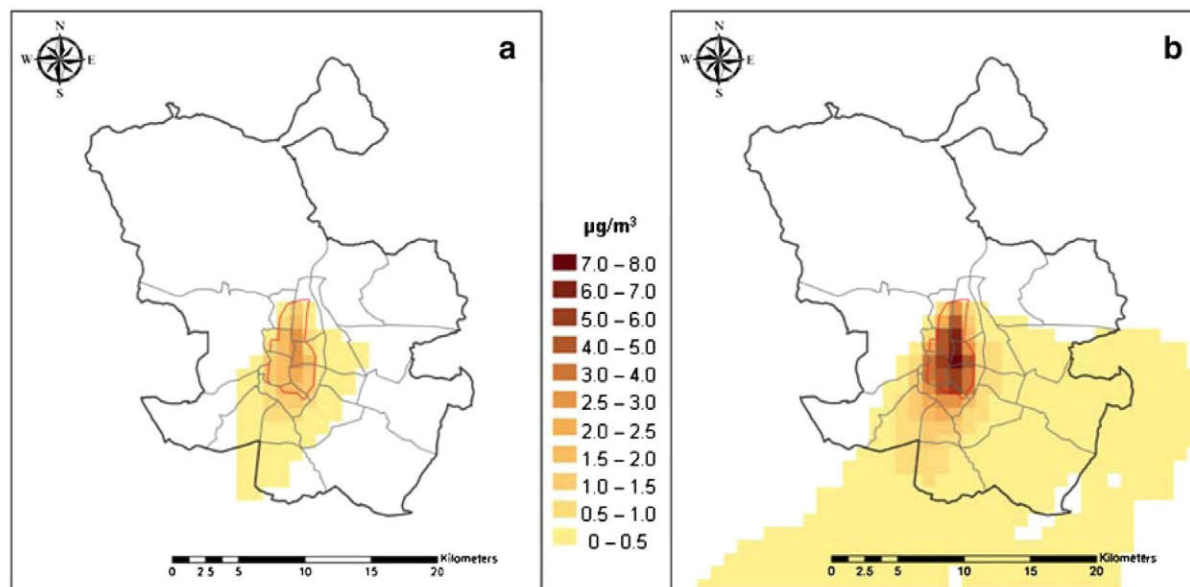 N
W E
S
a
µg/m³
7.0 – 8.0
6.0 – 7.0
5.0 – 6.0
4.0 – 5.0
3.0 – 4.0
2.5 – 3.0
2.0 – 2.5
1.5 – 2.0
1.0 – 1.5
0.5 – 1.0
0 – 0.5
Kilometers
0 2.5 5 10 15 20
N
W E
S
b
Kilometers
0 2.5 5 10 15 20